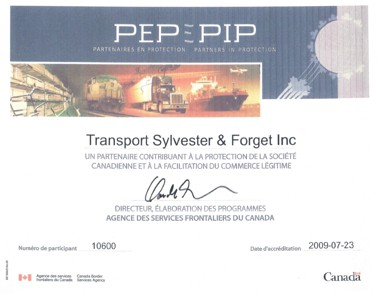 PEP PIP
PARTENAIRES EN PROTECTION PARTNERS IN PROTECTION
Transport Sylvester & Forget Inc
UN PARTENAIRE CONTRIBUANT À LA PROTECTION DE LA SOCIÉTÉ
CANADIENNE ET À LA FACILITATION DU COMMERCE LÉGITIME
DIRECTEUR, ÉLABORATION DES PROGRAMMES
AGENCE DES SERVICES FRONTALIERS DU CANADA
Numéro de participant 10600 Date d'accréditation 2009-07-23
Agence des services frontaliers du Canada
Canada Border Services Agency
Canada